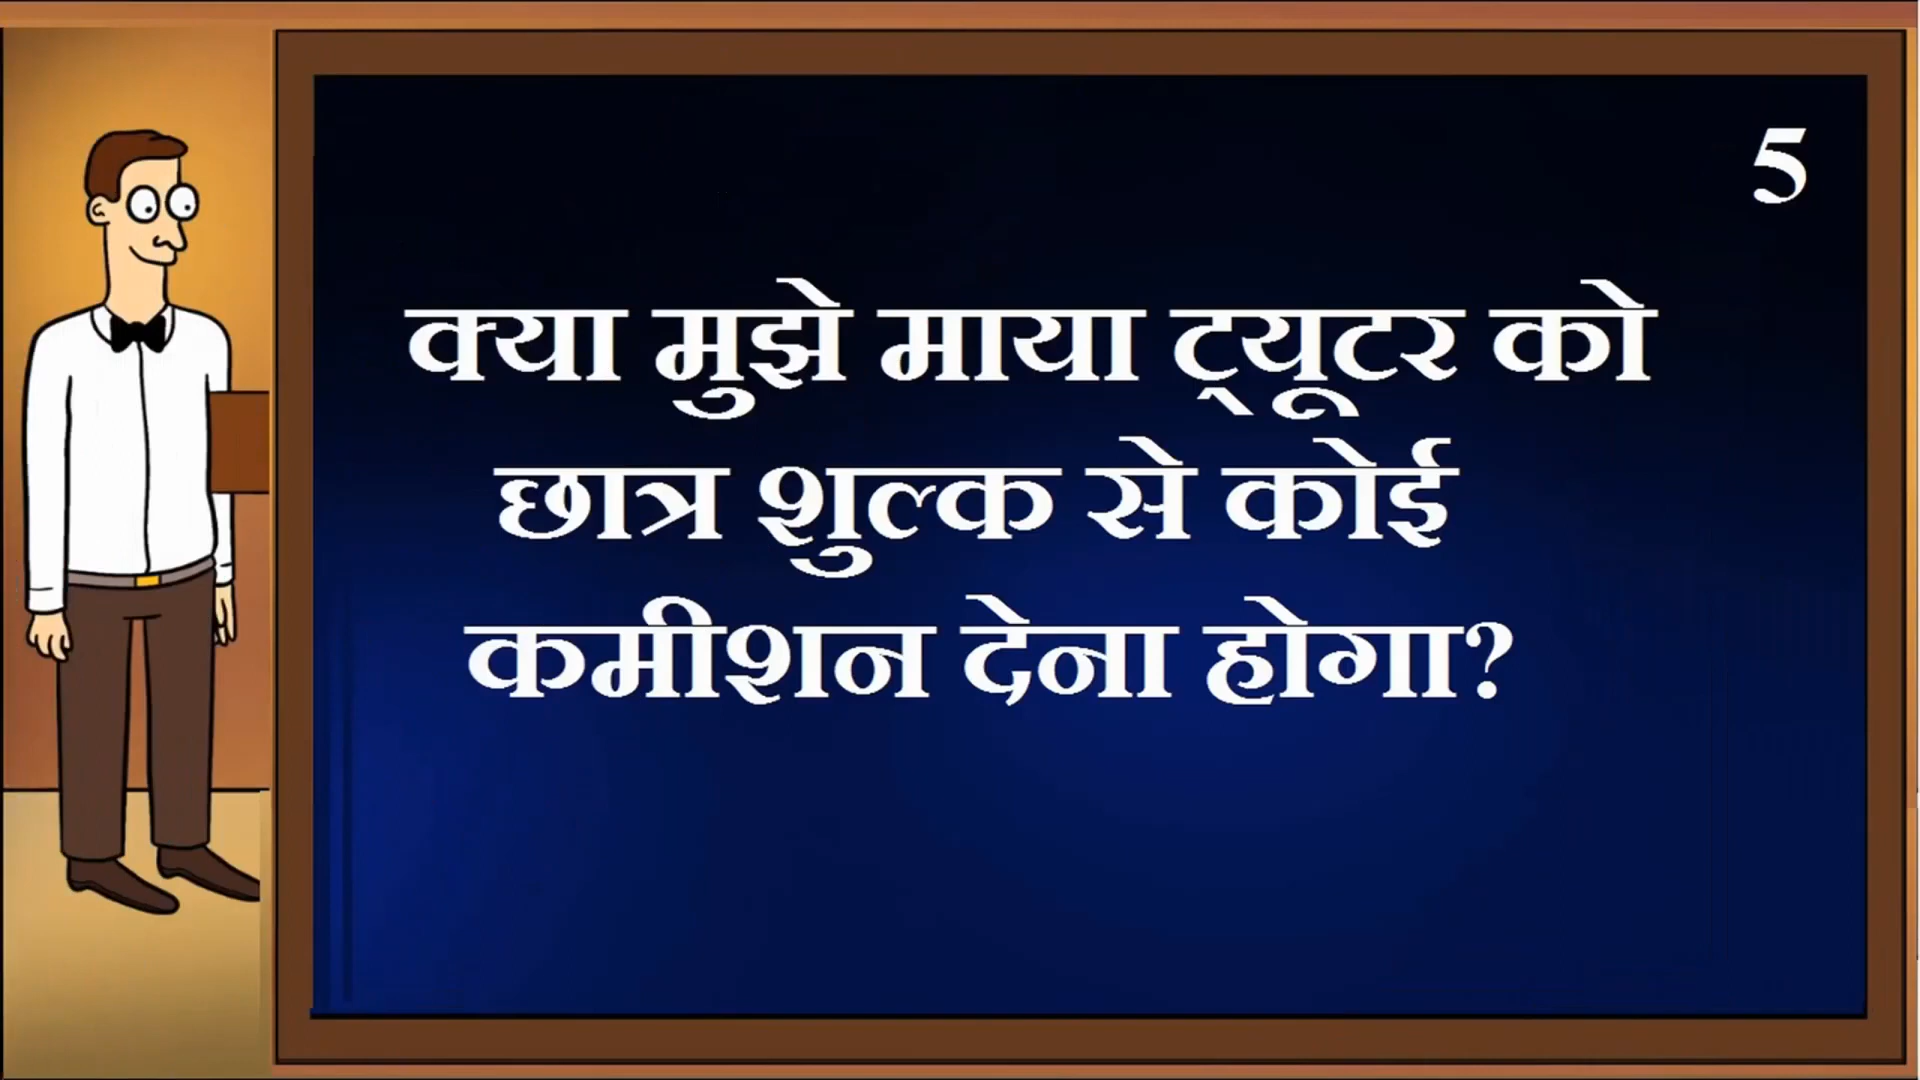 5
क्या मुझे माया ट्यूटर को
छात्र शुल्क से कोई
कमीशन देना होगा?